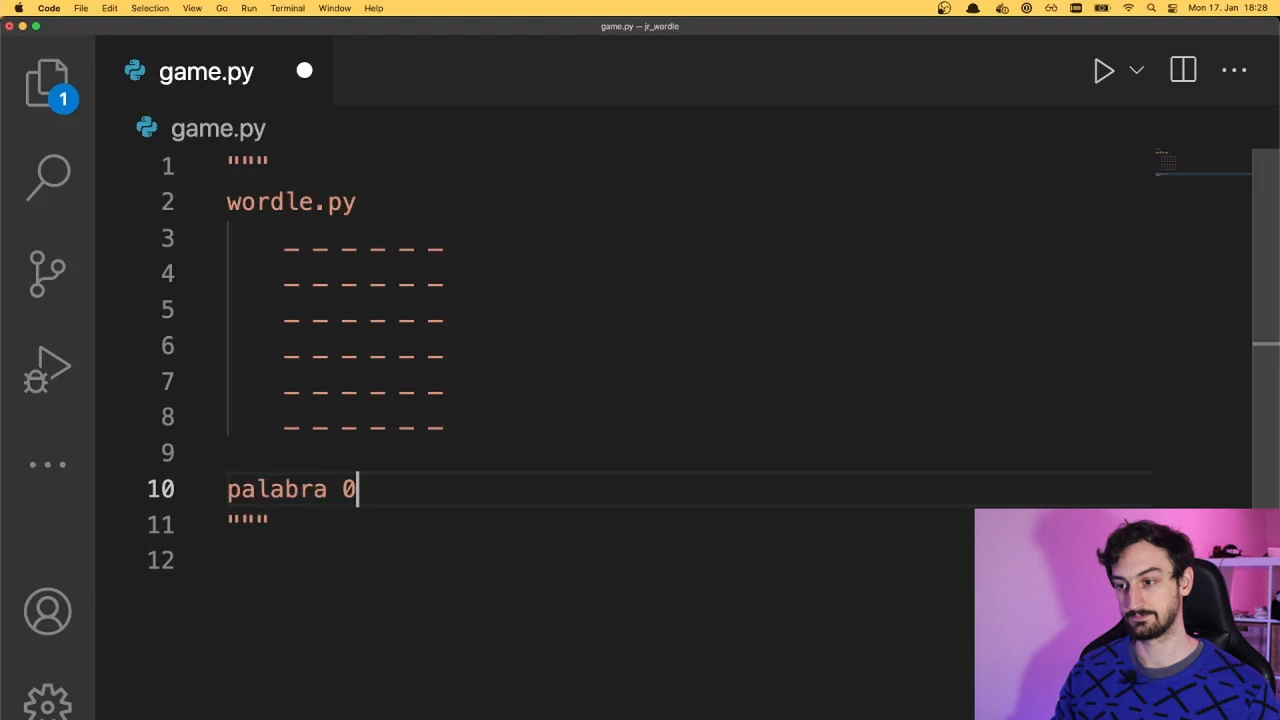 Code File Edit Selection View Go Run Terminal Window Help Mon 17. Jan 18:28
game.py — jr_wordle
game.py
1
game.py
1 """
2 wordle.py
3 _ _ _ _ _ _
4 _ _ _ _ _ _
5 _ _ _ _ _ _
6 _ _ _ _ _ _
7 _ _ _ _ _ _
8 _ _ _ _ _ _
9
10 palabra 0
11 """
12